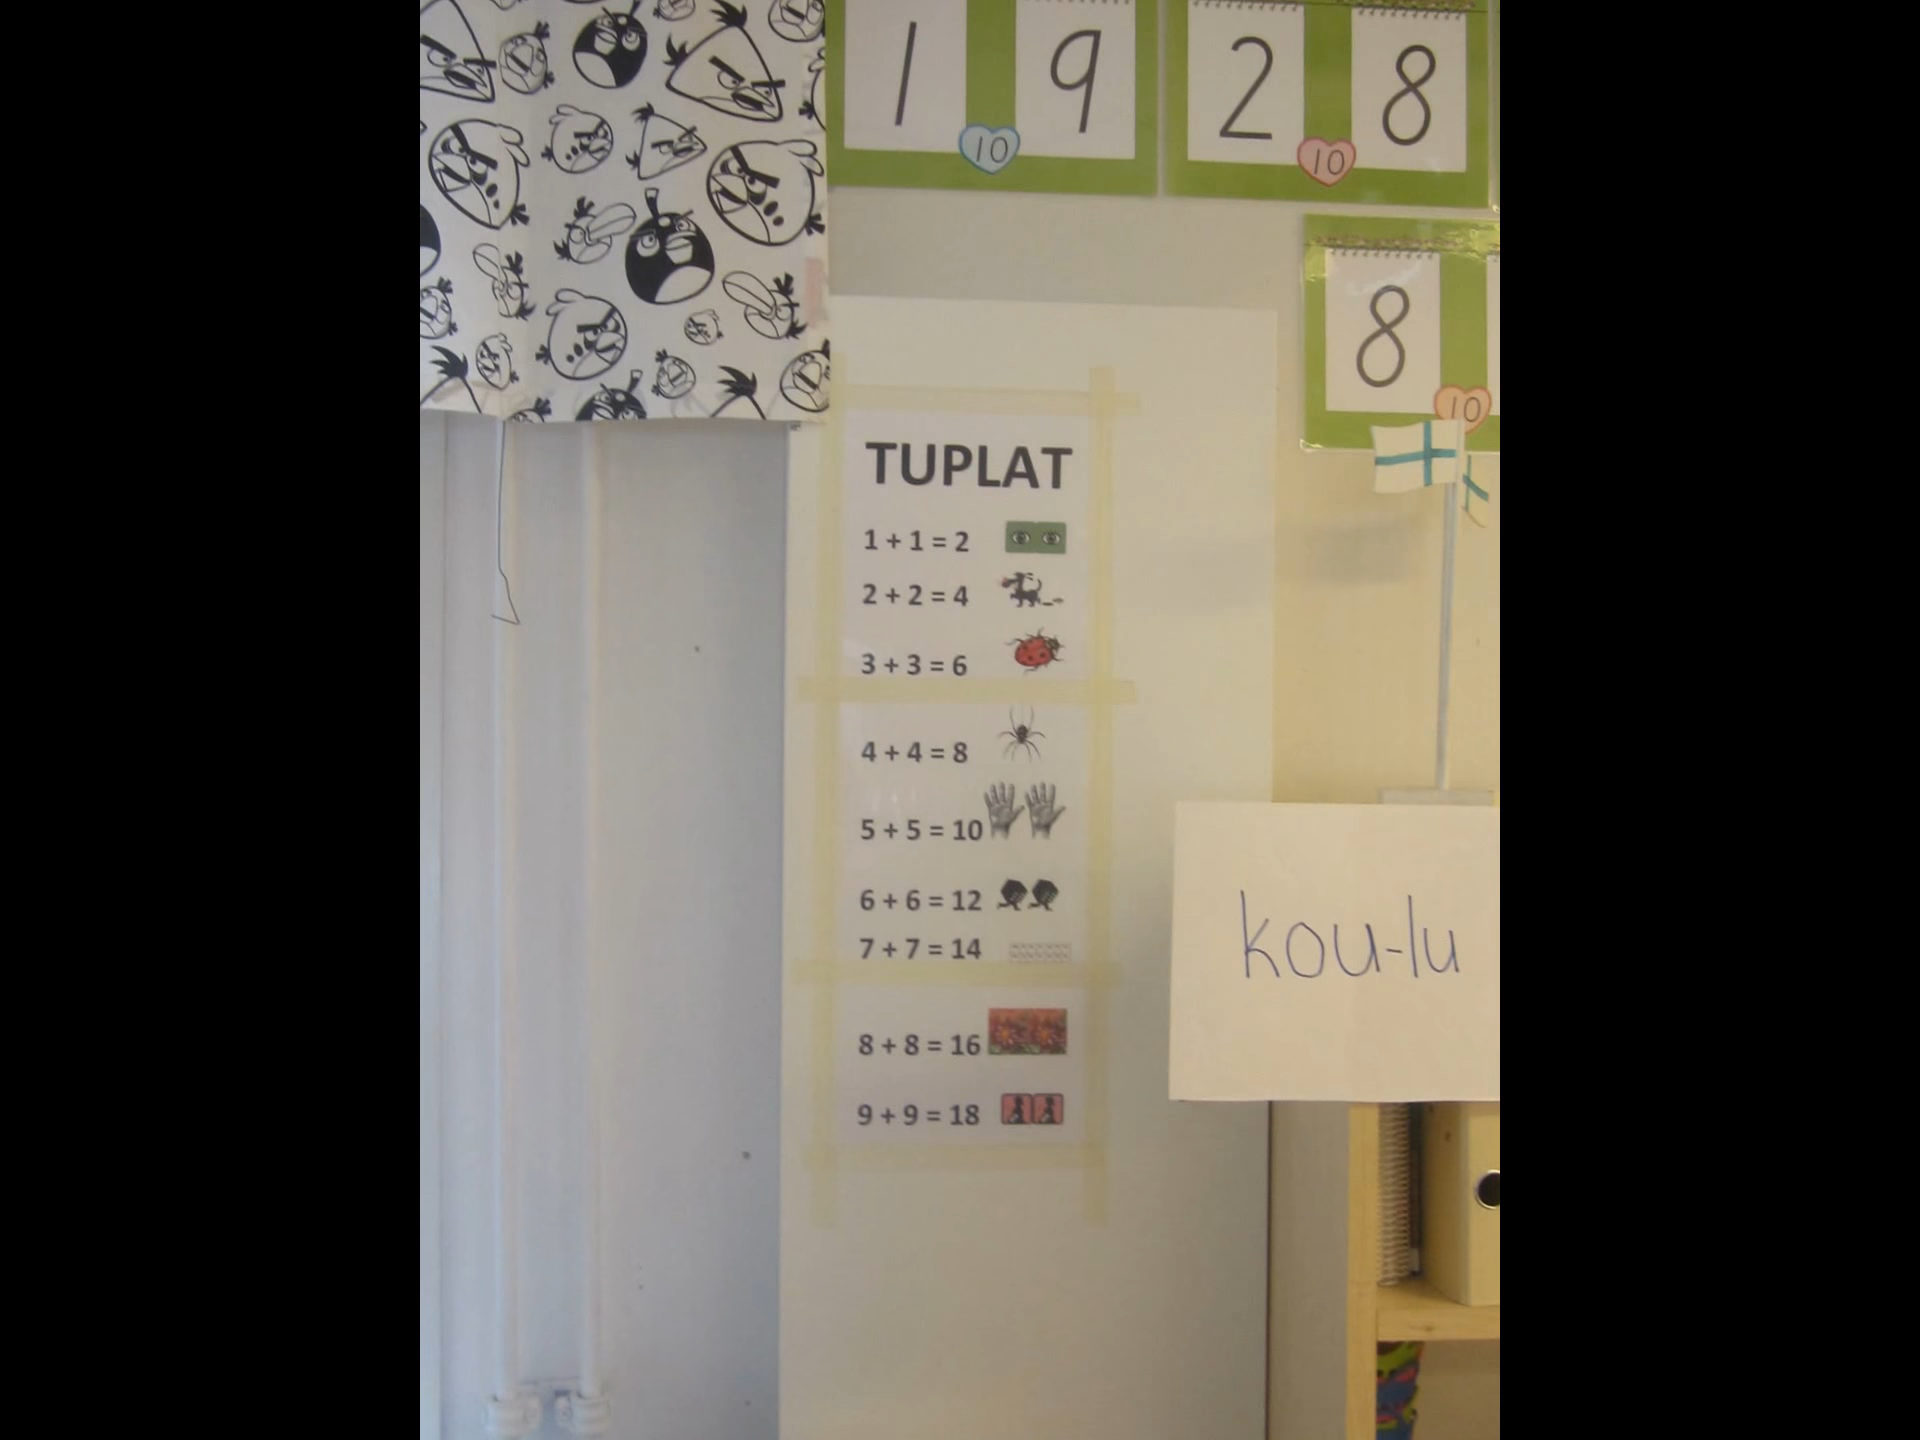 1 9
10
2 8
10
8
10
TUPLAT
1 + 1 = 2
2 + 2 = 4
3 + 3 = 6
4 + 4 = 8
5 + 5 = 10
6 + 6 = 12
7 + 7 = 14
8 + 8 = 16
9 + 9 = 18
kou-lu